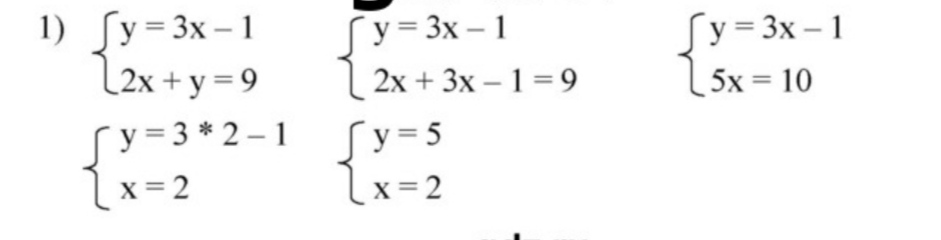 1) y = 3x – 1 y = 3x – 1 y = 3x – 1
2x + y = 9 2x + 3x – 1 = 9 5x = 10
y = 3 * 2 – 1 y = 5
x = 2 x = 2